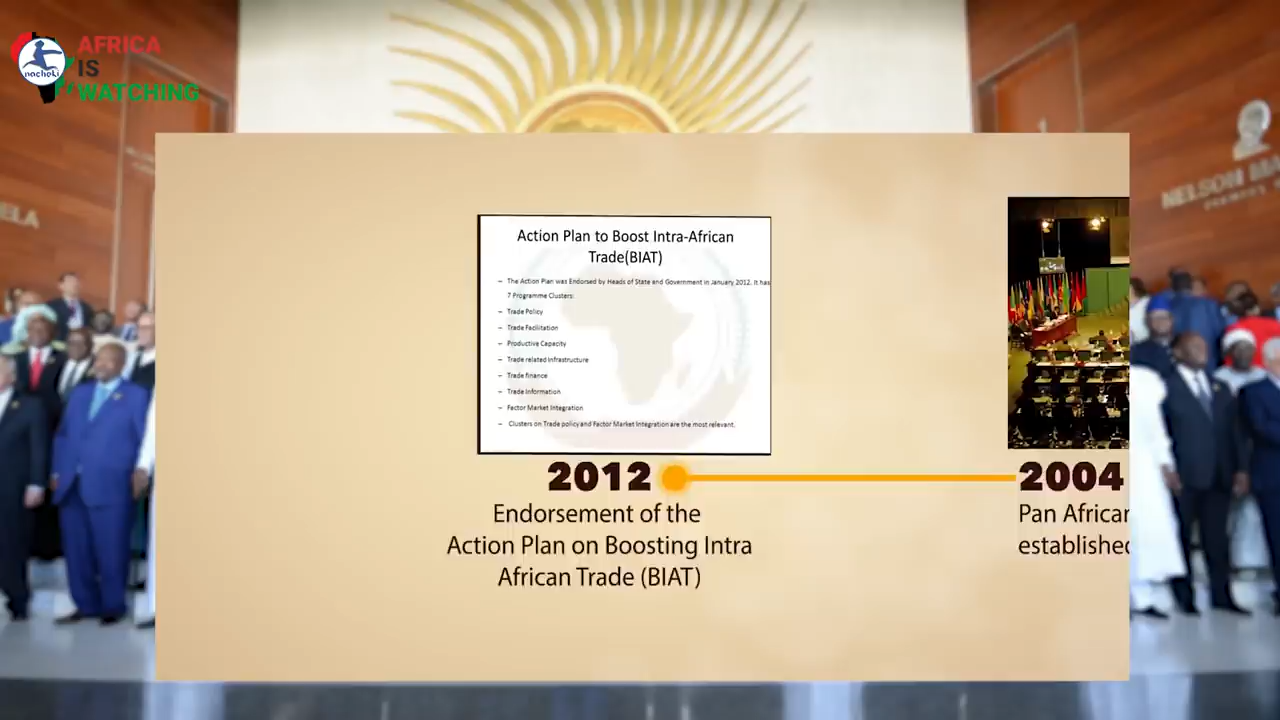 AFRICA
IS
WATCHING
nachoki
ELA
NELSON
Action Plan to Boost Intra-African
Trade(BIAT)
– The Action Plan was Endorsed by Heads of State and Government in January 2012. It has
7 Programme Clusters:
– Trade Policy
– Trade Facilitation
– Productive Capacity
– Trade related Infrastructure
– Trade finance
– Trade Information
– Factor Market Integration
– Clusters on Trade policy and Factor Market Integration are the most relevant.
2012
Endorsement of the
Action Plan on Boosting Intra
African Trade (BIAT)
2004
Pan African
established